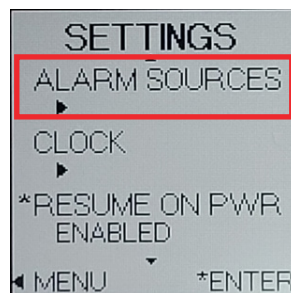 SETTINGS
ALARM SOURCES
CLOCK
*RESUME ON PWR
ENABLED
MENU *ENTER